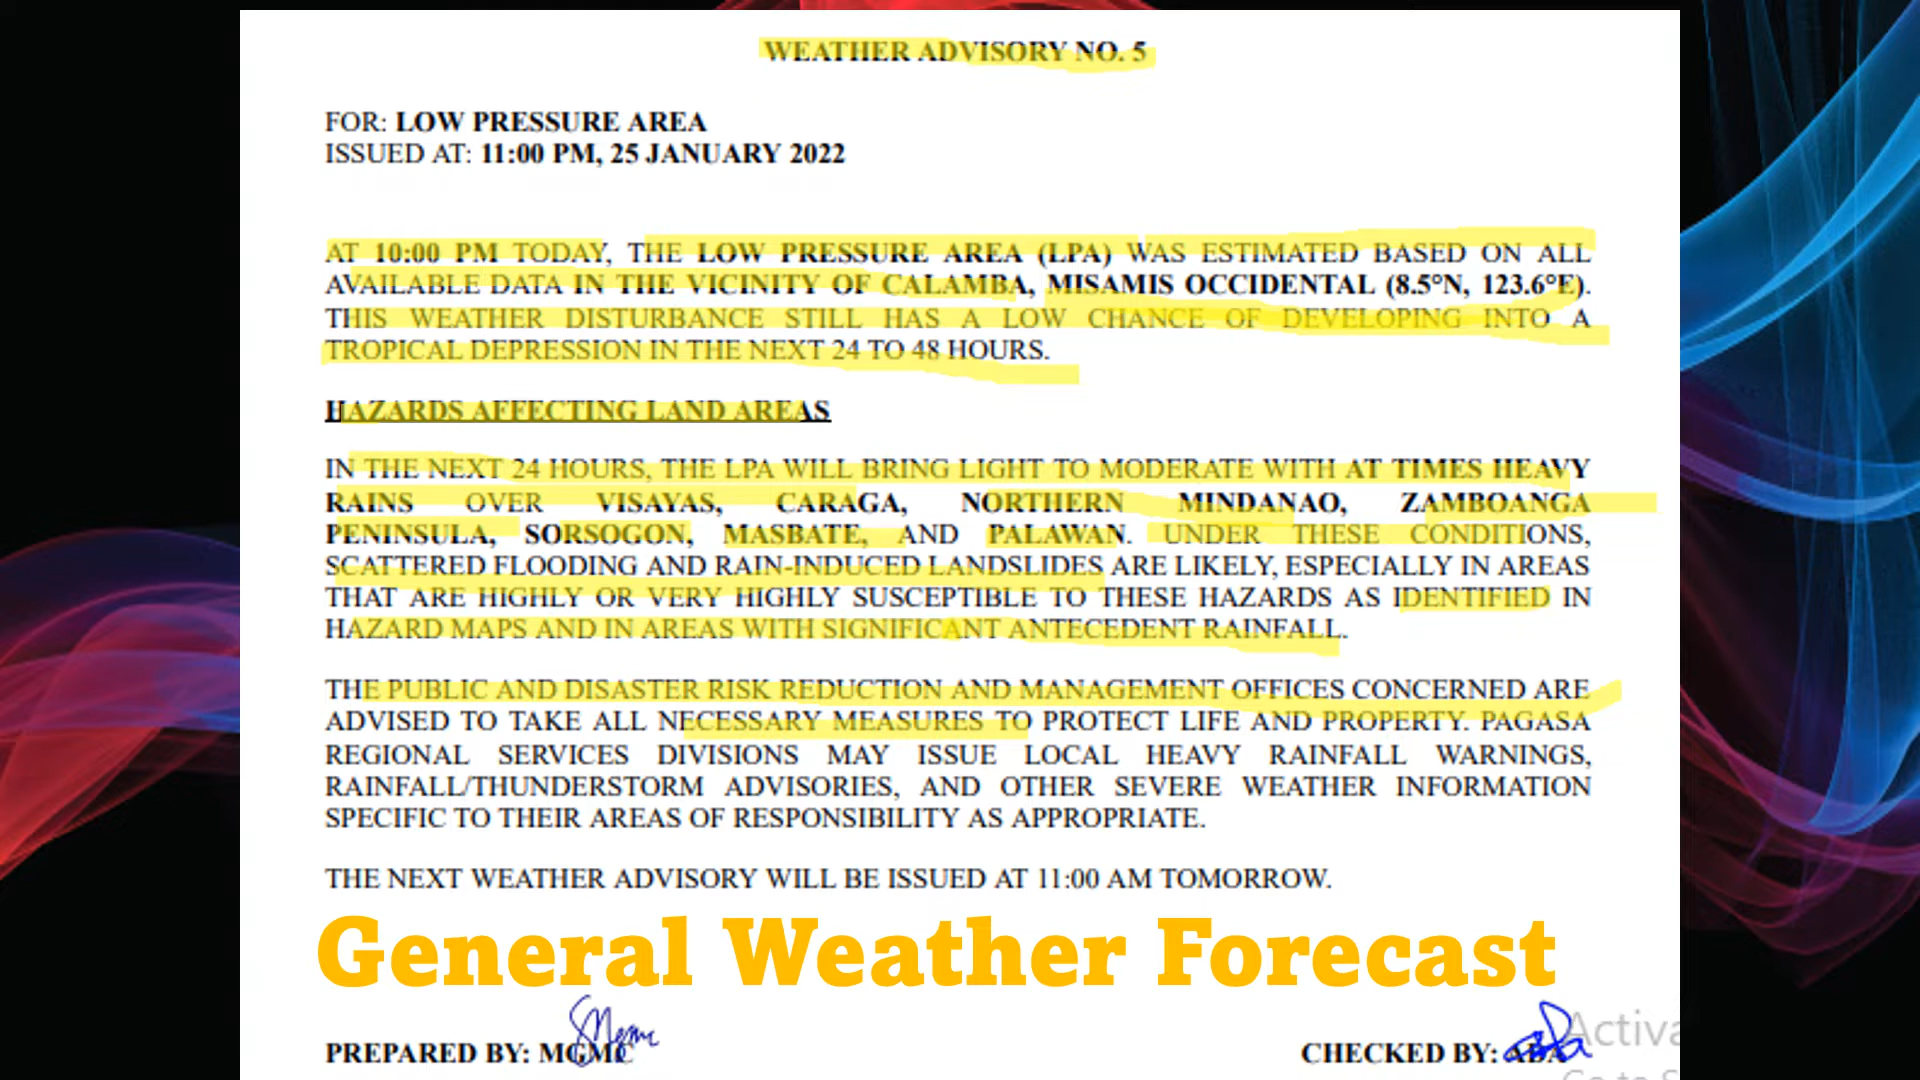 WEATHER ADVISORY NO. 5
FOR: LOW PRESSURE AREA
ISSUED AT: 11:00 PM, 25 JANUARY 2022
AT 10:00 PM TODAY, THE LOW PRESSURE AREA (LPA) WAS ESTIMATED BASED ON ALL
AVAILABLE DATA IN THE VICINITY OF CALAMBA, MISAMIS OCCIDENTAL (8.5°N, 123.6°E).
THIS WEATHER DISTURBANCE STILL HAS A LOW CHANCE OF DEVELOPING INTO A
TROPICAL DEPRESSION IN THE NEXT 24 TO 48 HOURS.
HAZARDS AFFECTING LAND AREAS
IN THE NEXT 24 HOURS, THE LPA WILL BRING LIGHT TO MODERATE WITH AT TIMES HEAVY
RAINS OVER VISAYAS, CARAGA, NORTHERN MINDANAO, ZAMBOANGA
PENINSULA, SORSOGON, MASBATE, AND PALAWAN. UNDER THESE CONDITIONS,
SCATTERED FLOODING AND RAIN-INDUCED LANDSLIDES ARE LIKELY, ESPECIALLY IN AREAS
THAT ARE HIGHLY OR VERY HIGHLY SUSCEPTIBLE TO THESE HAZARDS AS IDENTIFIED IN
HAZARD MAPS AND IN AREAS WITH SIGNIFICANT ANTECEDENT RAINFALL.
THE PUBLIC AND DISASTER RISK REDUCTION AND MANAGEMENT OFFICES CONCERNED ARE
ADVISED TO TAKE ALL NECESSARY MEASURES TO PROTECT LIFE AND PROPERTY. PAGASA
REGIONAL SERVICES DIVISIONS MAY ISSUE LOCAL HEAVY RAINFALL WARNINGS,
RAINFALL/THUNDERSTORM ADVISORIES, AND OTHER SEVERE WEATHER INFORMATION
SPECIFIC TO THEIR AREAS OF RESPONSIBILITY AS APPROPRIATE.
THE NEXT WEATHER ADVISORY WILL BE ISSUED AT 11:00 AM TOMORROW.
General Weather Forecast
PREPARED BY: MGMC
CHECKED BY:
Activa